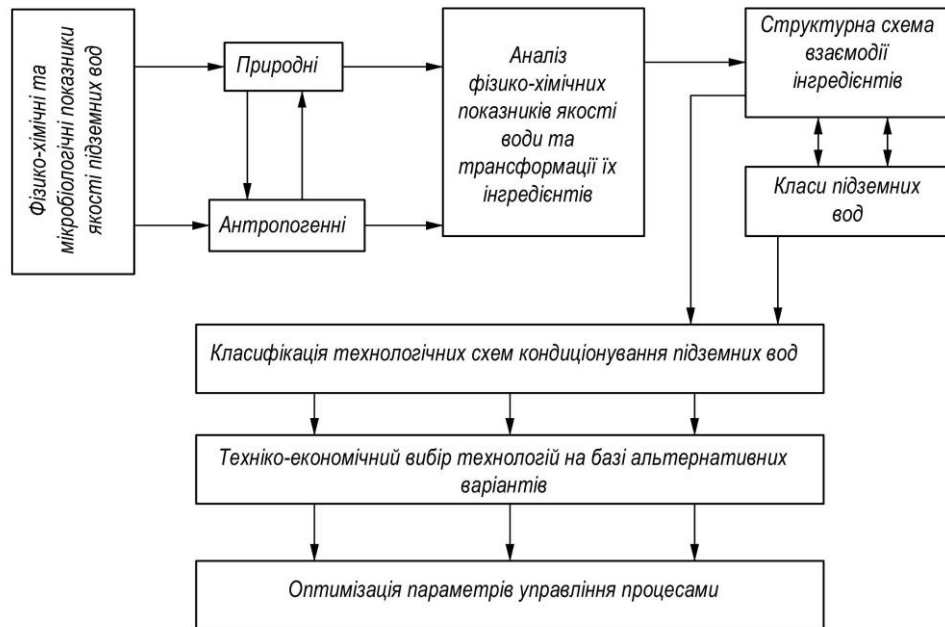 Фізико-хімічні та
мікробіологічні показники
якості підземних вод
Природні
Антропогенні
Аналіз
фізико-хімічних
показників якості
води та
трансформації їх
інгредієнтів
Структурна схема
взаємодії
інгредієнтів
Класи підземних
вод
Класифікація технологічних схем кондиціонування підземних вод
Техніко-економічний вибір технологій на базі альтернативних
варіантів
Оптимізація параметрів управління процесами